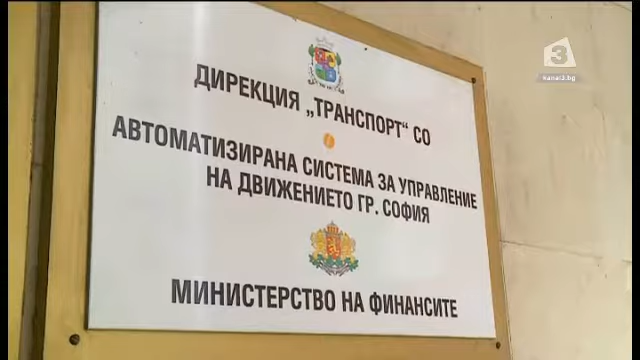 3
kanal3.bg
ДИРЕКЦИЯ „ТРАНСПОРТ“ СО
АВТОМАТИЗИРАНА СИСТЕМА ЗА УПРАВЛЕНИЕ
НА ДВИЖЕНИЕТО ГР. СОФИЯ
МИНИСТЕРСТВО НА ФИНАНСИТЕ